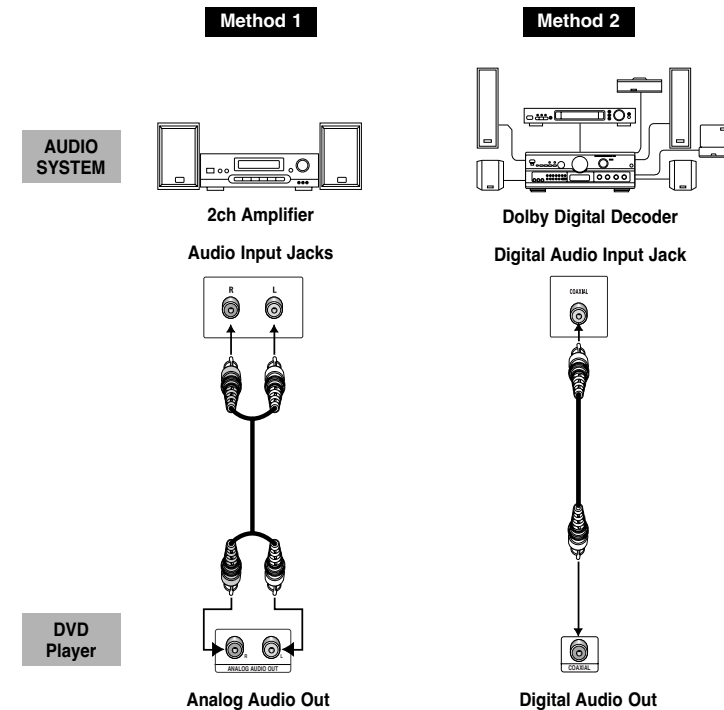 Method 1
Method 2
AUDIO
SYSTEM
2ch Amplifier
Dolby Digital Decoder
Audio Input Jacks
Digital Audio Input Jack
R L
COAXIAL
DVD
Player
R L
ANALOG AUDIO OUT
COAXIAL
Analog Audio Out
Digital Audio Out